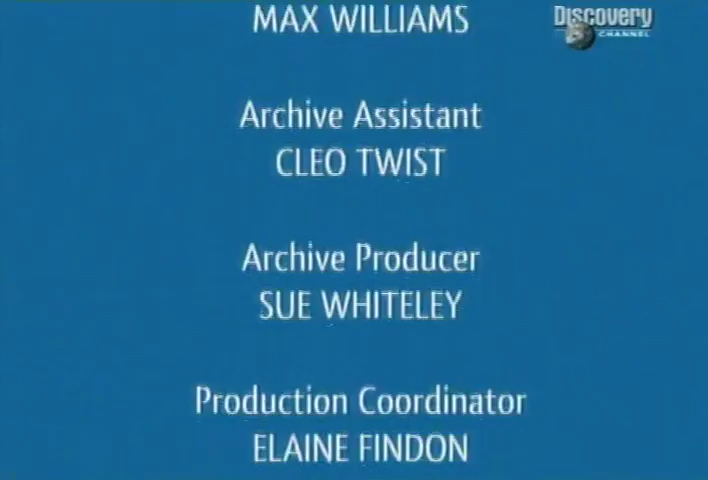 MAX WILLIAMS
Discovery
CHANNEL
Archive Assistant
CLEO TWIST
Archive Producer
SUE WHITELEY
Production Coordinator
ELAINE FINDON